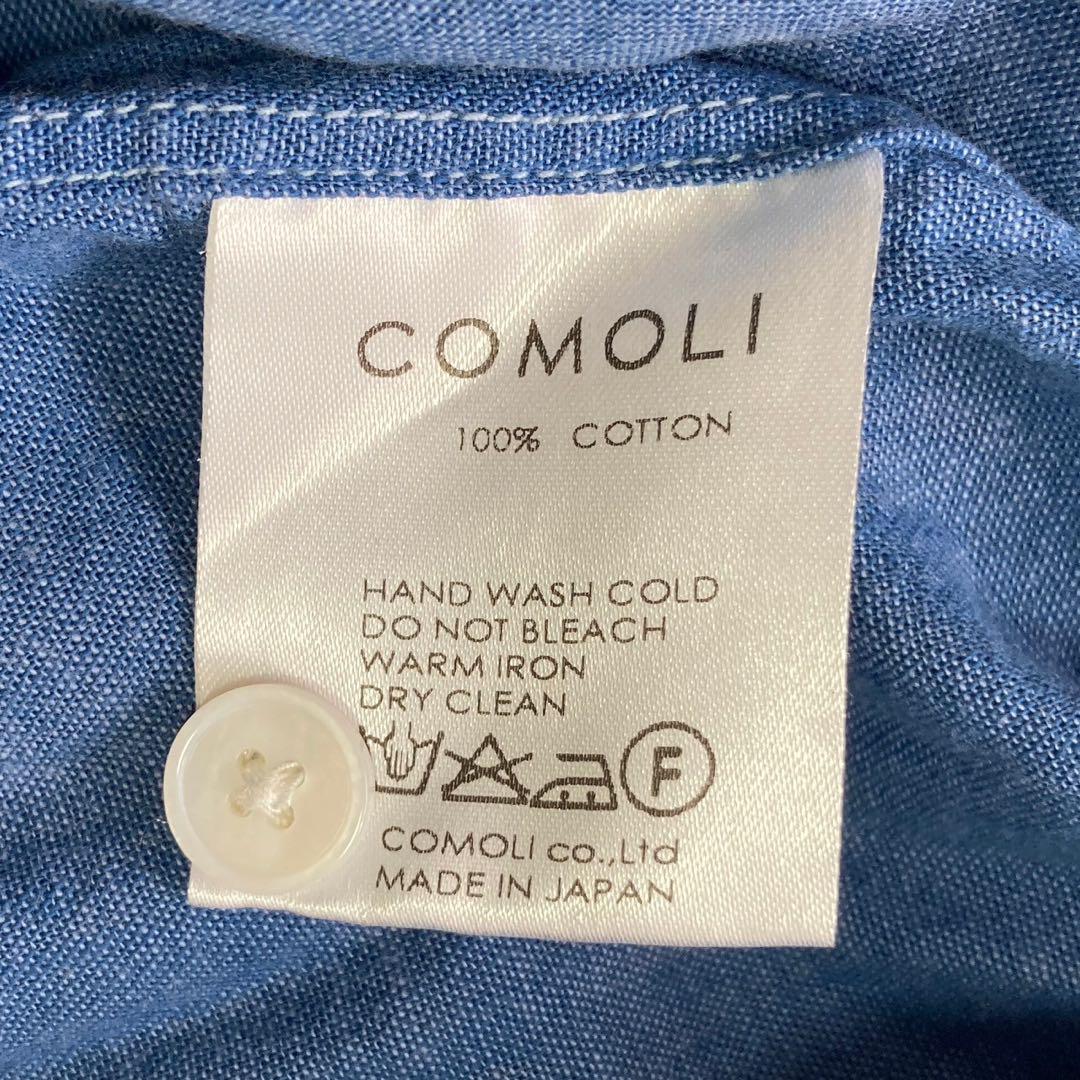 COMOLI
100% COTTON
HAND WASH COLD
DO NOT BLEACH
WARM IRON
DRY CLEAN
F
COMOLI co.,Ltd
MADE IN JAPAN